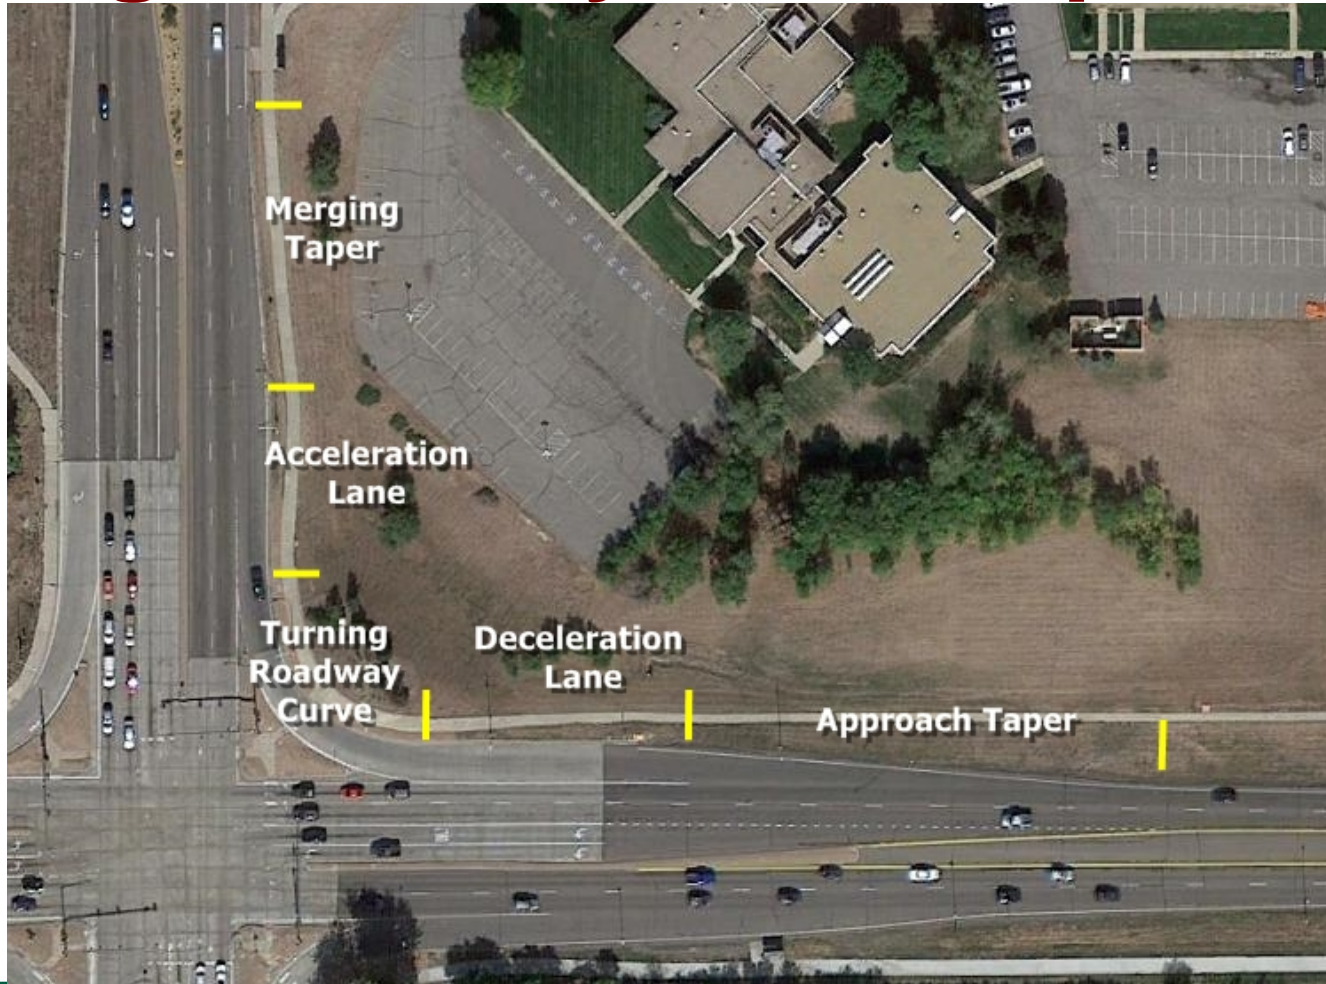 Merging
Taper
Acceleration
Lane
Turning
Roadway
Curve
Deceleration
Lane
Approach Taper